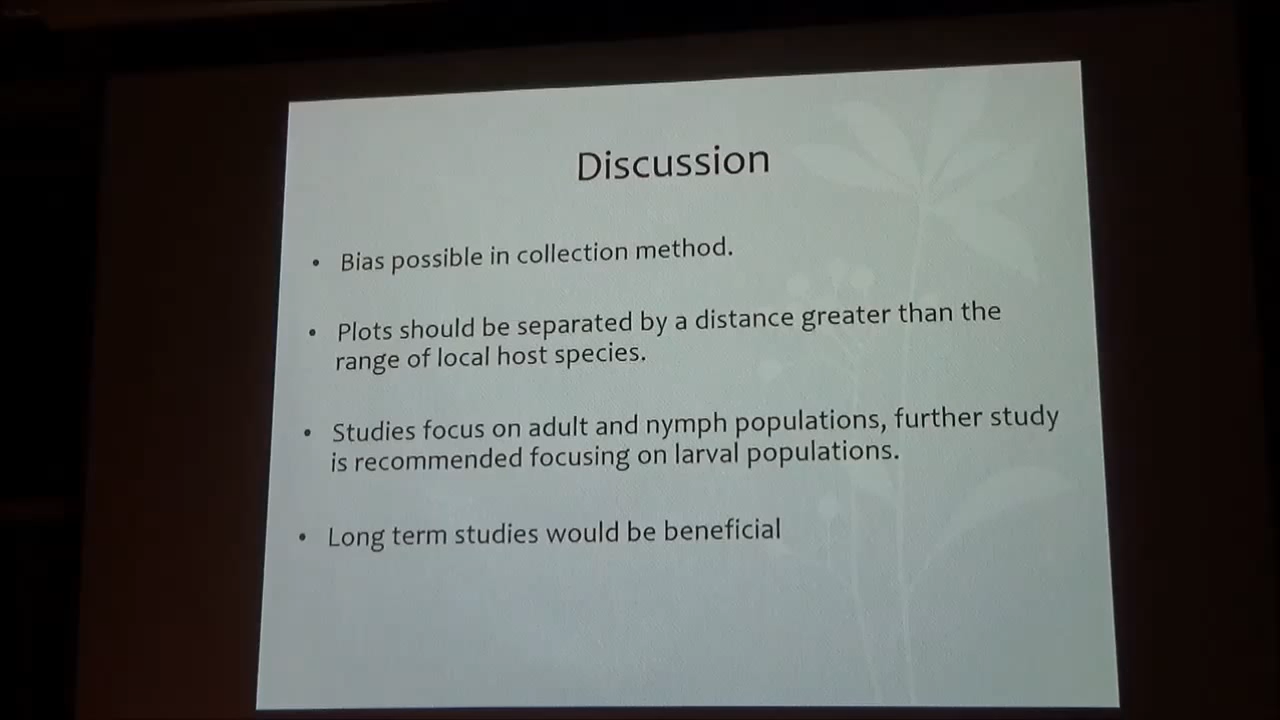 Discussion
• Bias possible in collection method.
• Plots should be separated by a distance greater than the
range of local host species.
• Studies focus on adult and nymph populations, further study
is recommended focusing on larval populations.
• Long term studies would be beneficial